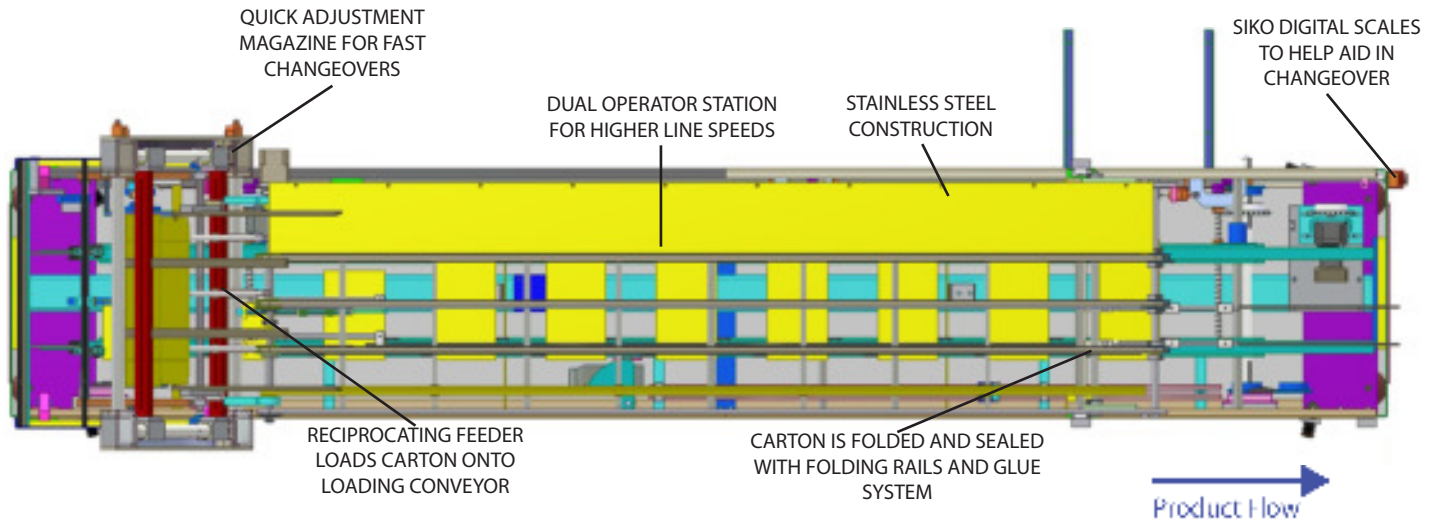 QUICK ADJUSTMENT
MAGAZINE FOR FAST
CHANGEOVERS
DUAL OPERATOR STATION
FOR HIGHER LINE SPEEDS
STAINLESS STEEL
CONSTRUCTION
SIKO DIGITAL SCALES
TO HELP AID IN
CHANGEOVER
RECIPROCATING FEEDER
LOADS CARTON ONTO
LOADING CONVEYOR
CARTON IS FOLDED AND SEALED
WITH FOLDING RAILS AND GLUE
SYSTEM
Product Flow